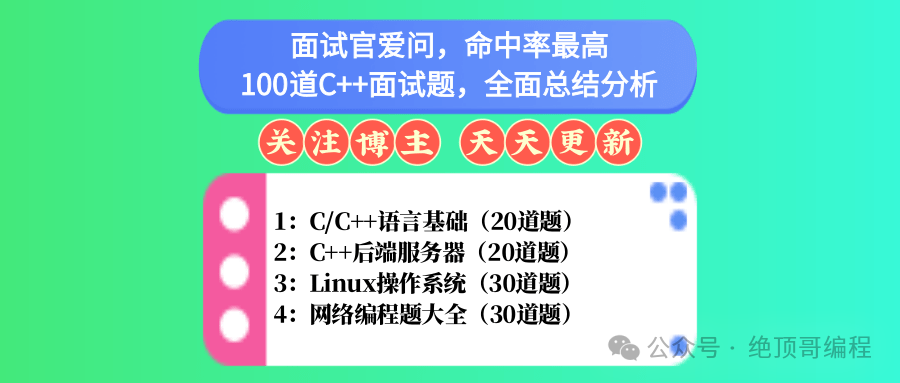 面试官爱问，命中率最高
100道C++面试题，全面总结分析
关注博主 天天更新
1：C/C++语言基础（20道题）
2：C++后端服务器（20道题）
3：Linux操作系统（30道题）
4：网络编程题大全（30道题）
公众号 · 绝顶哥编程